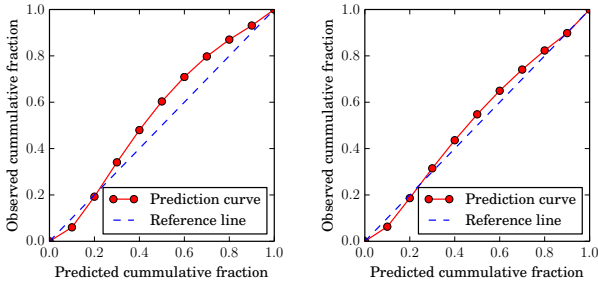 1.0
0.8
0.6
0.4
0.2
0.0
Observed cummulative fraction
Prediction curve
Reference line
0.0 0.2 0.4 0.6 0.8 1.0
Predicted cummulative fraction
1.0
0.8
0.6
0.4
0.2
0.0
Observed cummulative fraction
Prediction curve
Reference line
0.0 0.2 0.4 0.6 0.8 1.0
Predicted cummulative fraction